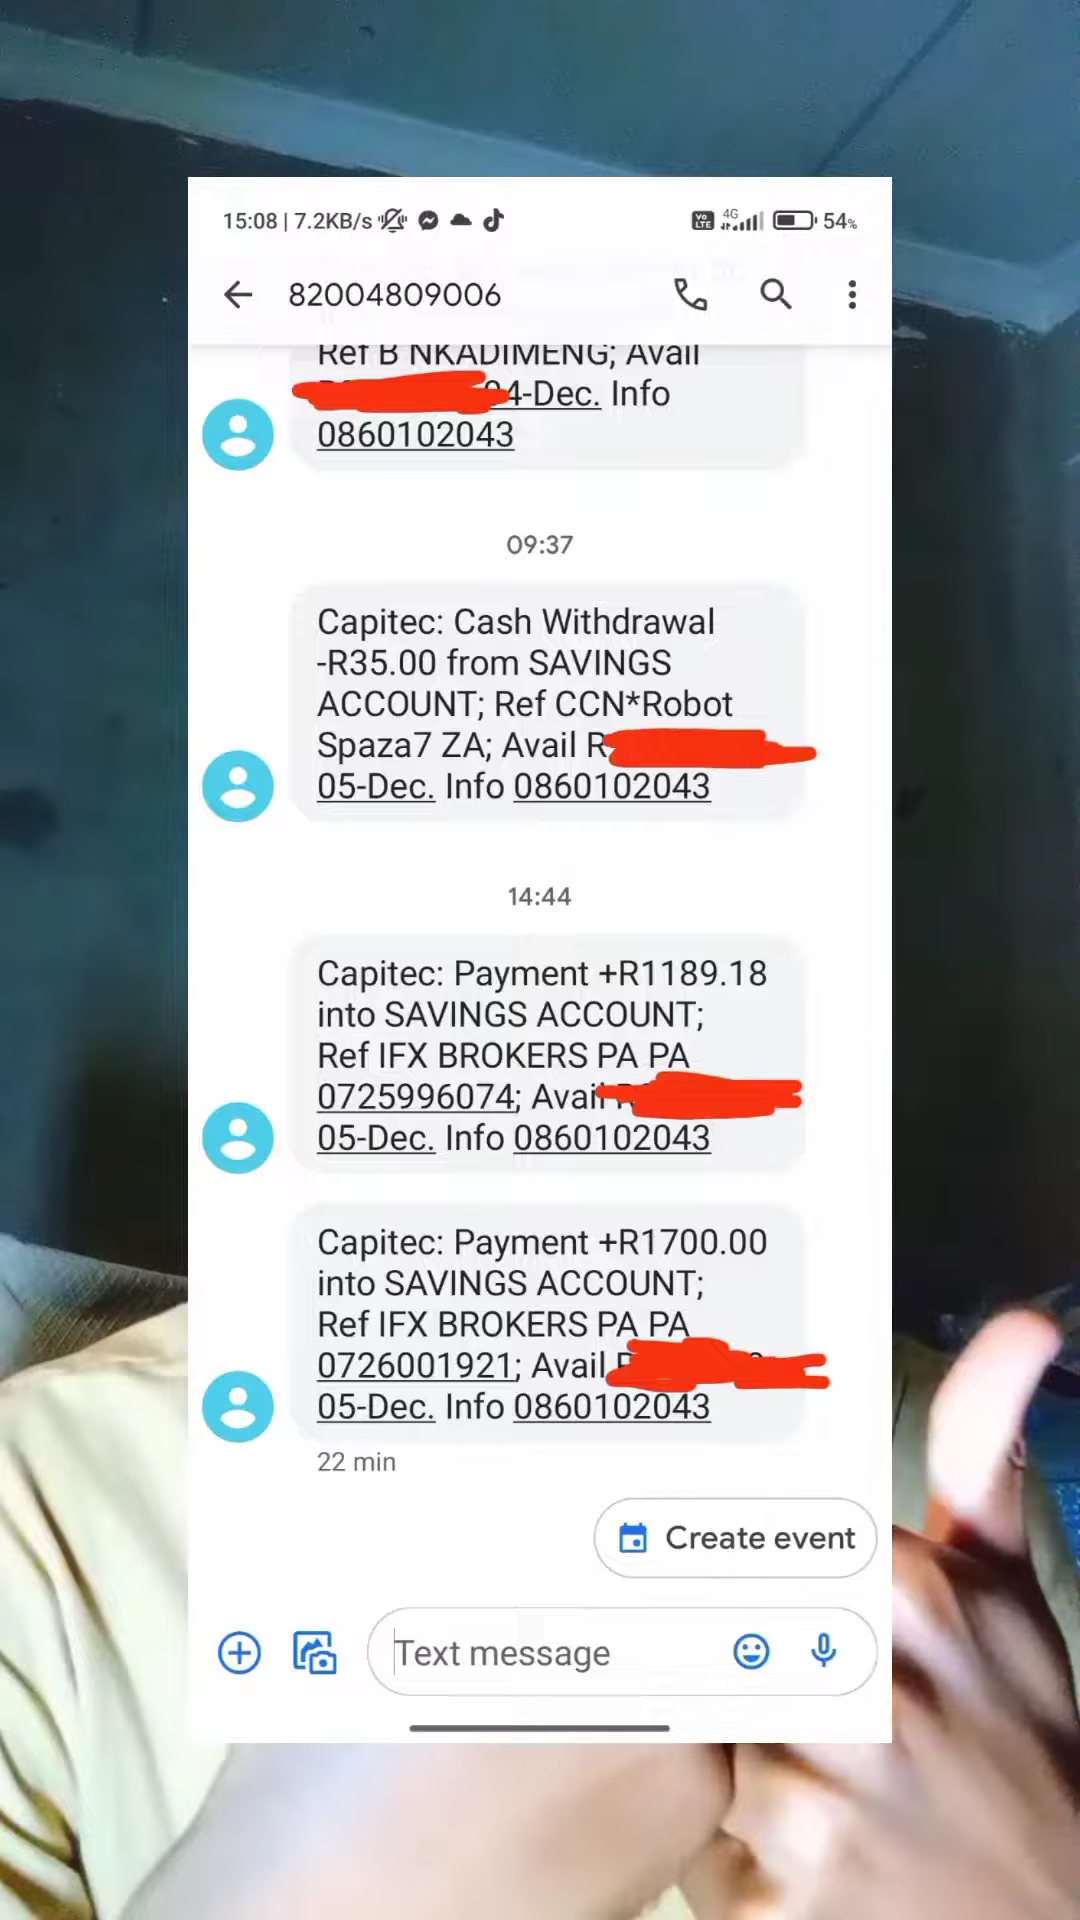 15:08 | 7.2KB/s
4G
54%
82004809006
Ref B NKADIMENG; Avail
4-Dec. Info
0860102043
09:37
Capitec: Cash Withdrawal
-R35.00 from SAVINGS
ACCOUNT; Ref CCN*Robot
Spaza7 ZA; Avail R
05-Dec. Info 0860102043
14:44
Capitec: Payment +R1189.18
into SAVINGS ACCOUNT;
Ref IFX BROKERS PA PA
0725996074; Avail
05-Dec. Info 0860102043
Capitec: Payment +R1700.00
into SAVINGS ACCOUNT;
Ref IFX BROKERS PA PA
0726001921; Avail
05-Dec. Info 0860102043
22 min
Create event
Text message